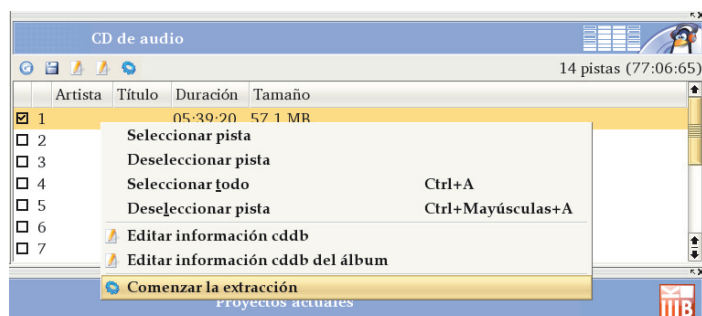 CD de audio
14 pistas (77:06:65)
Artista Título Duración Tamaño
1 05:39:20 57.1 MB
2
Seleccionar pista
3
Deseleccionar pista
4
Seleccionar todo Ctrl+A
5
Deseleccionar pista Ctrl+Mayúsculas+A
6
Editar información cddb
7
Editar información cddb del álbum
Comenzar la extracción
Proyectos actuales